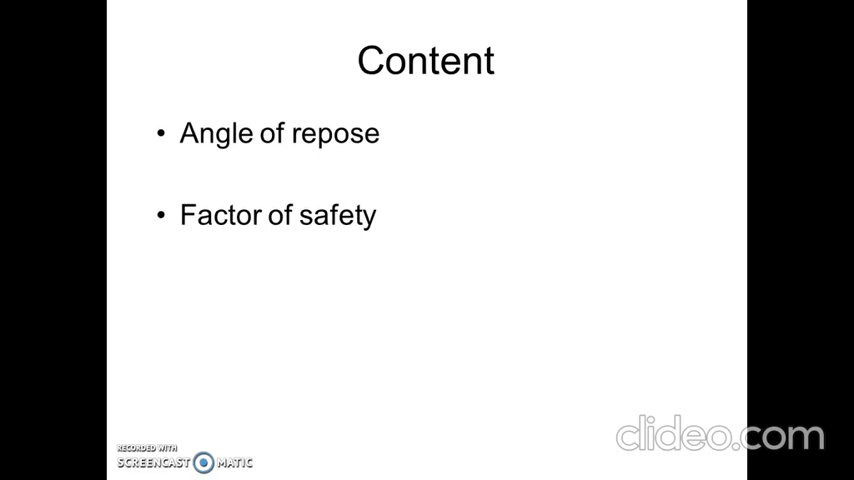 Content
• Angle of repose
• Factor of safety
RECORDED WITH
SCREENCAST MATIC
clideo.com